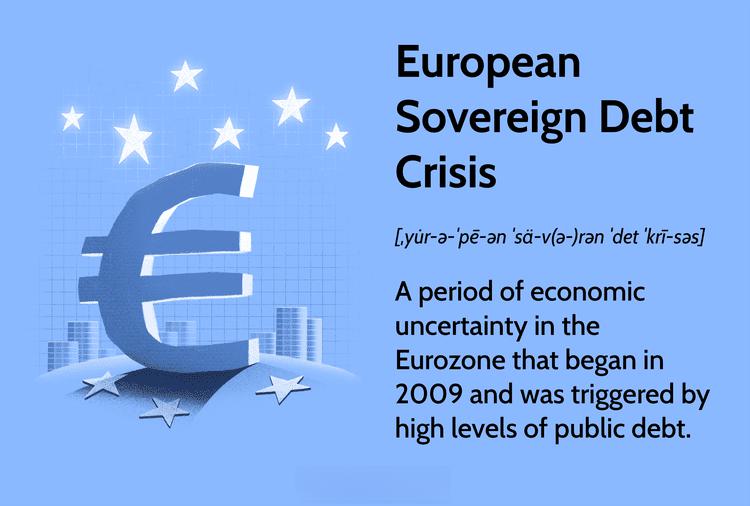 European
Sovereign Debt
Crisis
[ˌyu̇r-ə-ˈpē-ən ˈsä-v(ə-)rən ˈdet ˈkrī-səs]
A period of economic
uncertainty in the
Eurozone that began in
2009 and was triggered by
high levels of public debt.